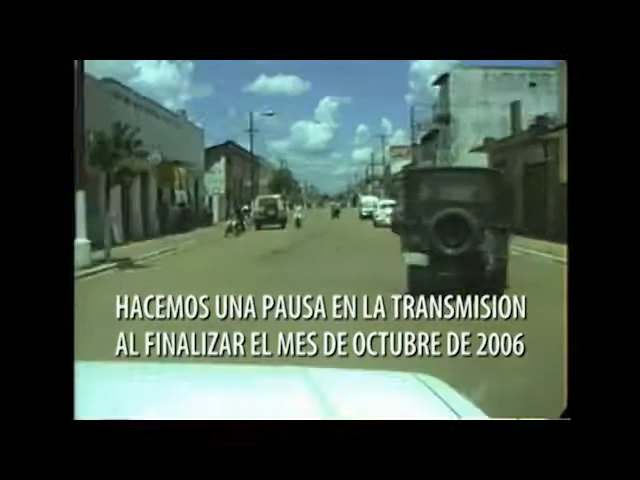 HACEMOS UNA PAUSA EN LA TRANSMISION
AL FINALIZAR EL MES DE OCTUBRE DE 2006